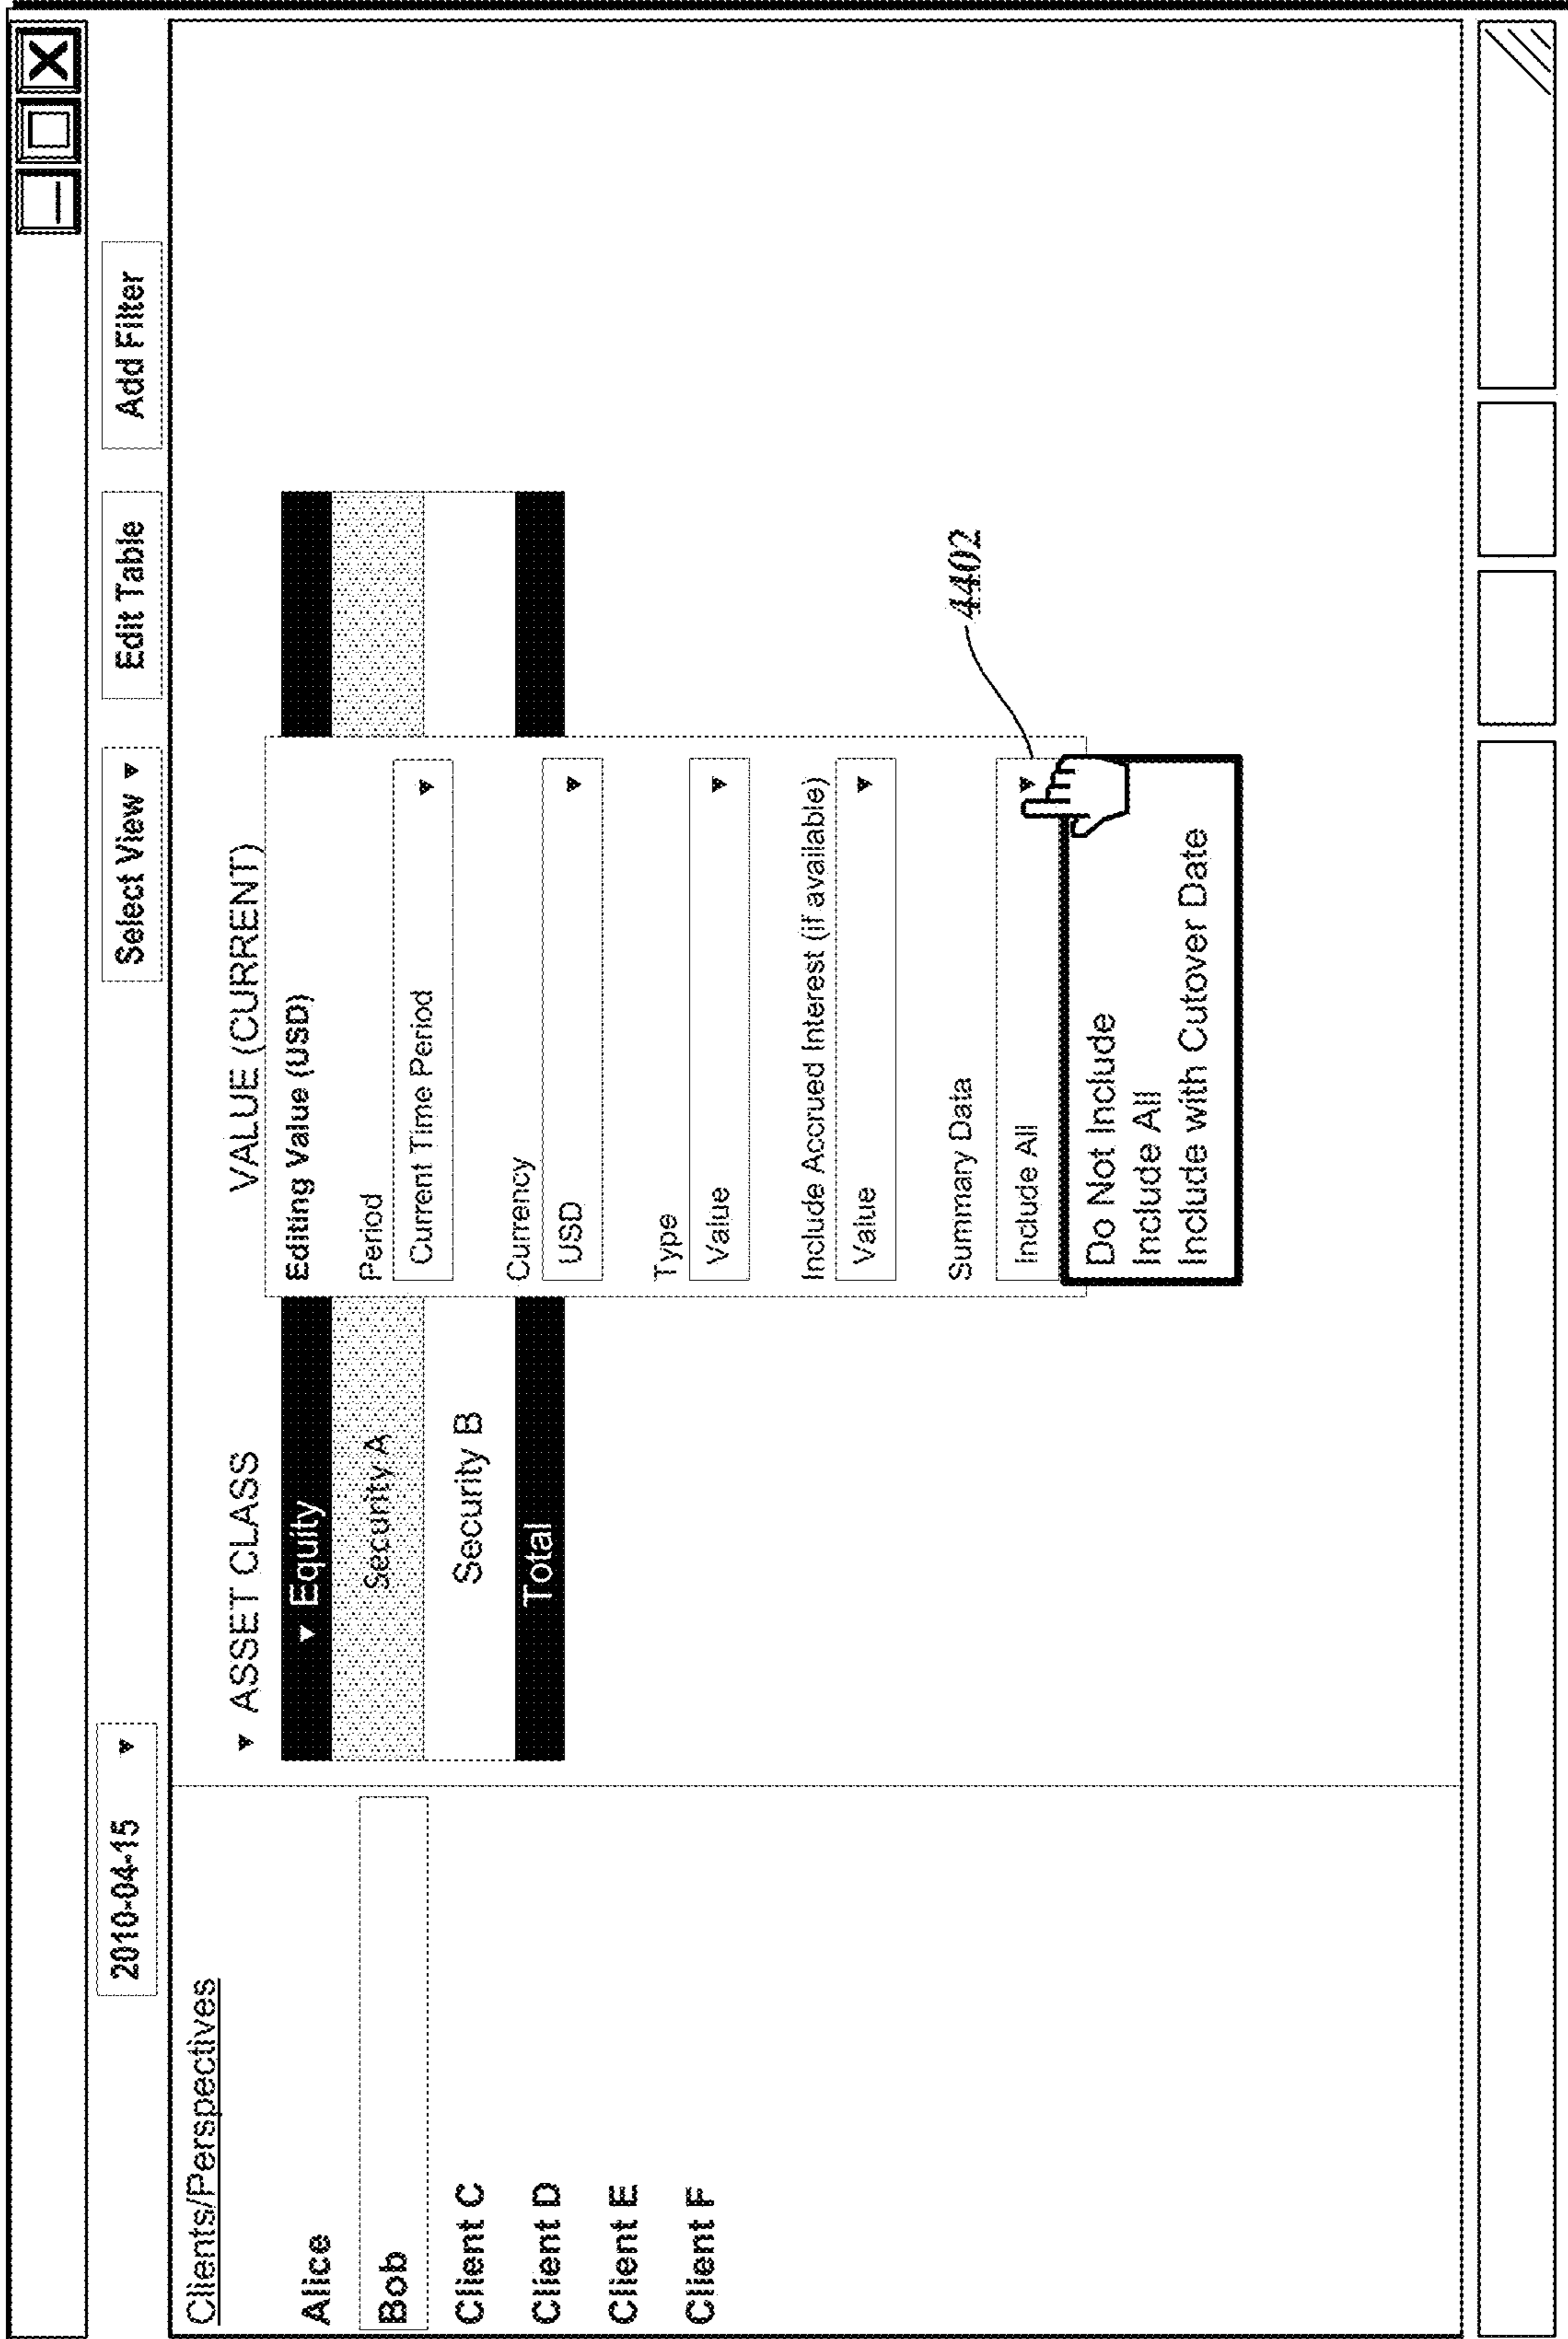 2010-04-15
Select View
Edit Table
Add Filter
Clients/Perspectives
Alice
Bob
Client C
Client D
Client E
Client F
ASSET CLASS
VALUE (CURRENT)
Equity
Security A
Security B
Total
Editing Value (USD)
Period
Current Time Period
Currency
USD
Type
Value
Include Accrued Interest (if available)
Value
Summary Data
Include All
4402
Do Not Include
Include All
Include with Cutover Date